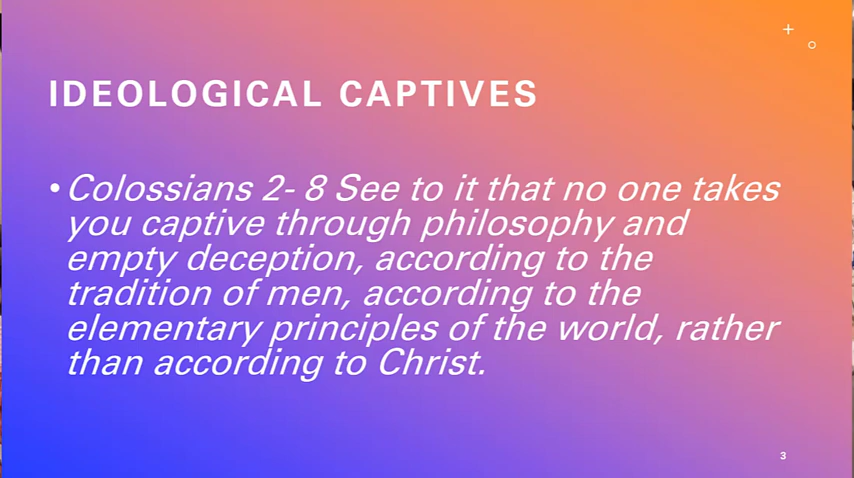 IDEOLOGICAL CAPTIVES
• Colossians 2- 8 See to it that no one takes
you captive through philosophy and
empty deception, according to the
tradition of men, according to the
elementary principles of the world, rather
than according to Christ.
3